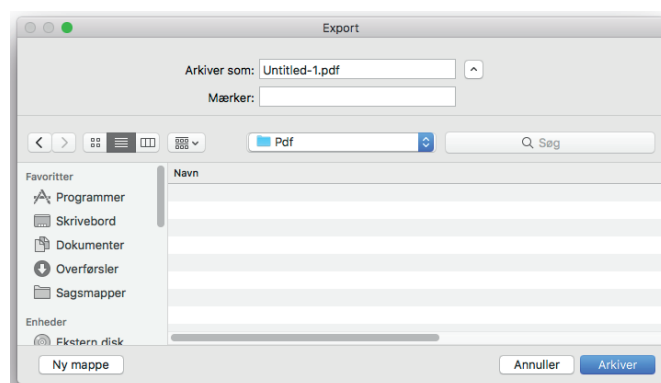 Export
Arkiver som: Untitled-1.pdf
Mærker:
Pdf
Søg
Favoritter
Programmer
Skrivebord
Dokumenter
Overførsler
Sagsmapper
Enheder
Ekstern disk
Navn
Ny mappe
Annuller
Arkiver